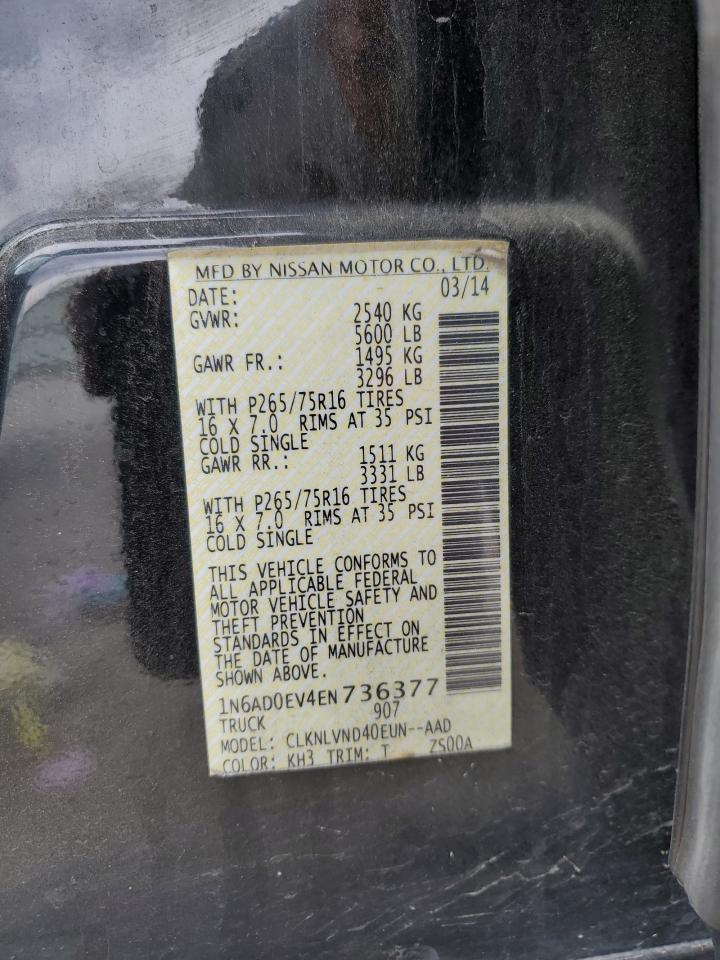 MFD BY NISSAN MOTOR CO., LTD.
DATE: 03/14
GVWR: 2540 KG
5600 LB
GAWR FR.: 1495 KG
3296 LB
WITH P265/75R16 TIRES
16 X 7.0 RIMS AT 35 PSI
COLD SINGLE
GAWR RR.: 1511 KG
3331 LB
WITH P265/75R16 TIRES
16 X 7.0 RIMS AT 35 PSI
COLD SINGLE
THIS VEHICLE CONFORMS TO
ALL APPLICABLE FEDERAL
MOTOR VEHICLE SAFETY AND
THEFT PREVENTION
STANDARDS IN EFFECT ON
THE DATE OF MANUFACTURE
SHOWN ABOVE.
1N6AD0EV4EN736377
TRUCK 907
MODEL: CLKNLVND40EUN--AAD
COLOR: KH3 TRIM: T ZS00A